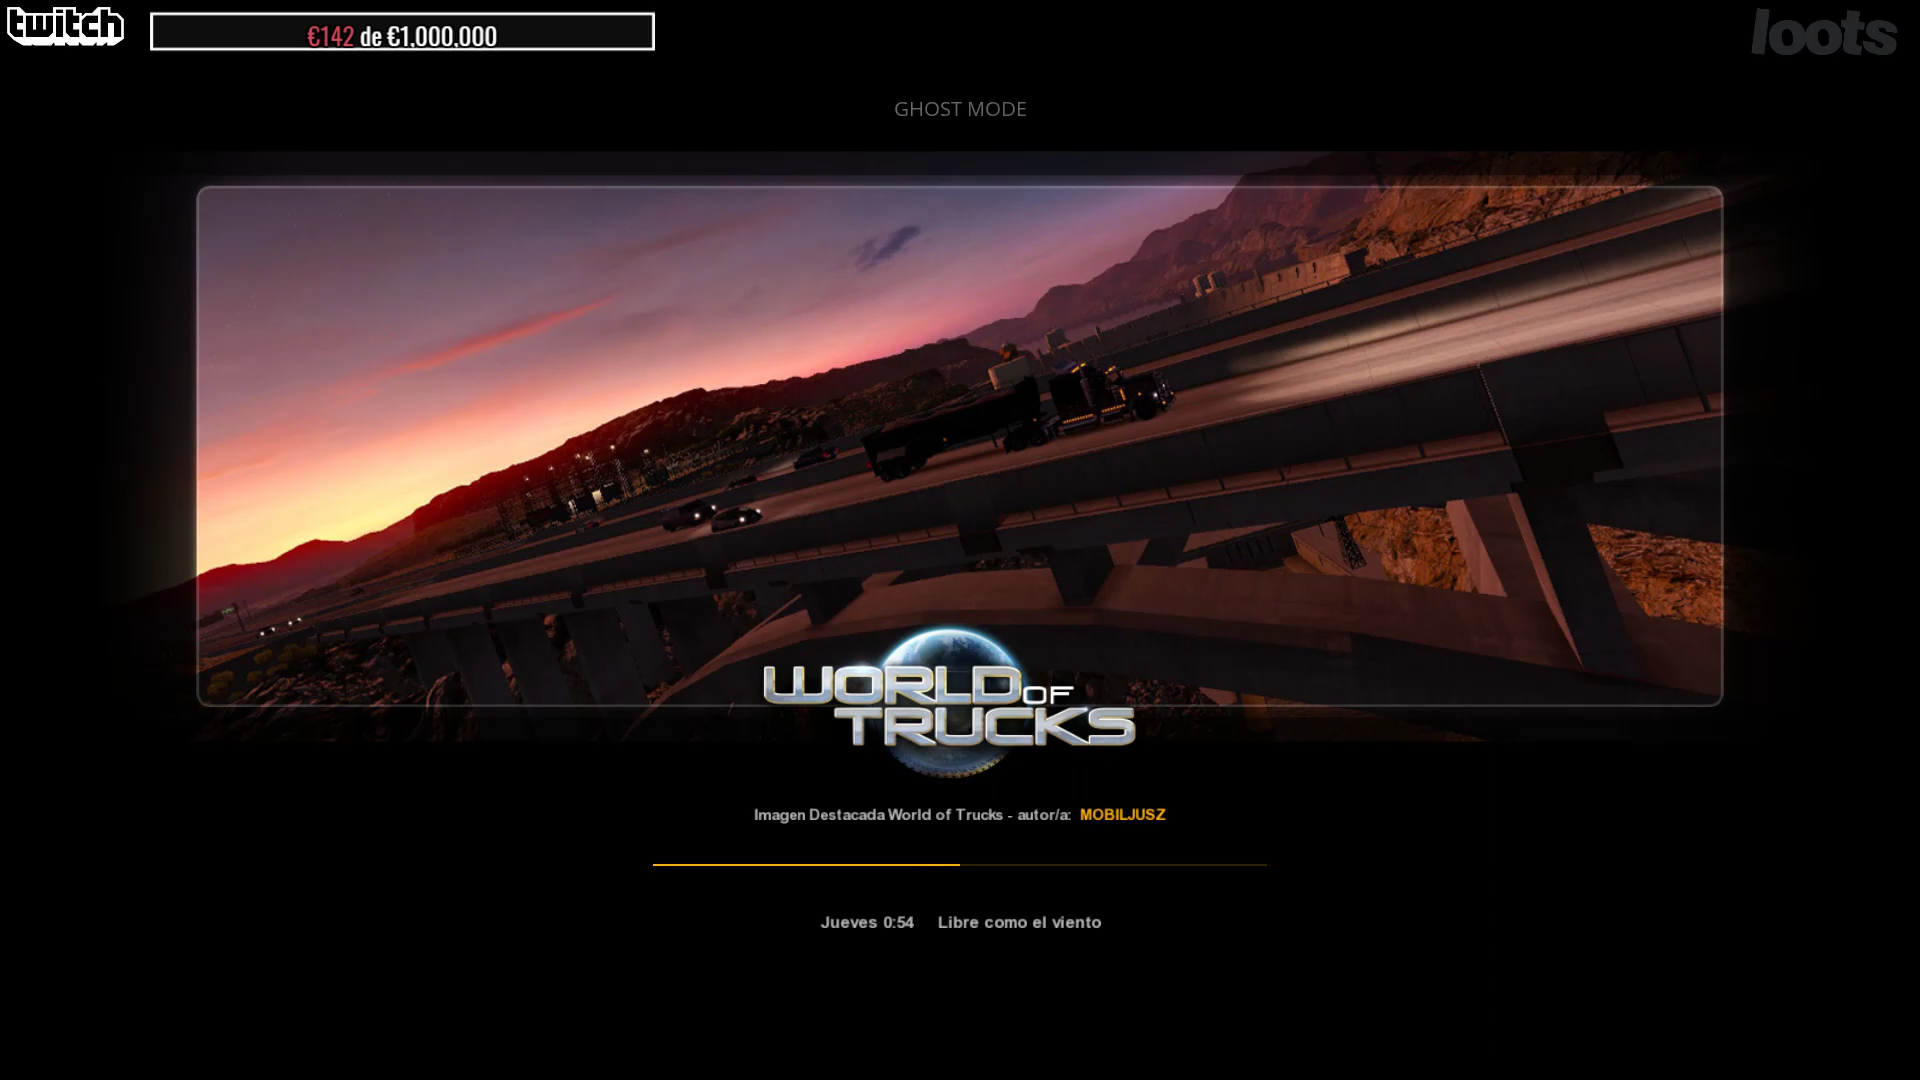 twitch
€142 de €1,000,000
loots
GHOST MODE
WORLD OF
TRUCKS
Imagen Destacada World of Trucks - autor/a: MOBILJUSZ
Jueves 0:54 Libre como el viento